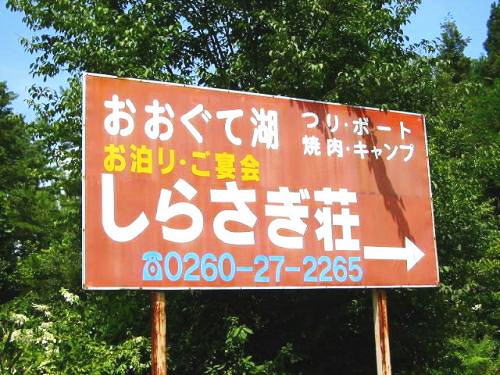 おおぐて湖
つり・ボート
焼肉・キャンプ
お泊り・ご宴会
しらさぎ荘
☎0260-27-2265